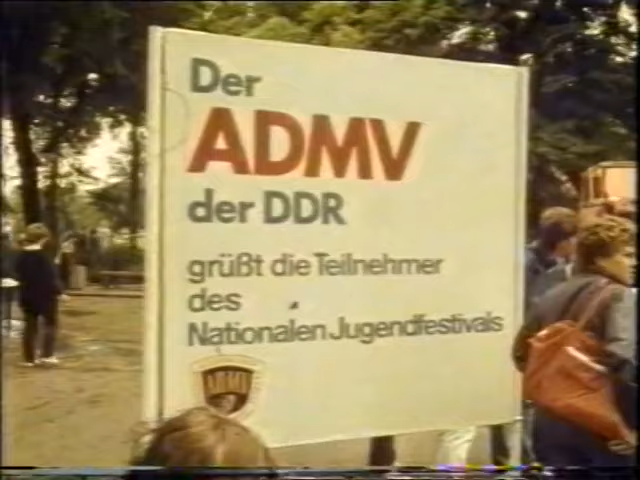 Der
ADMV
der DDR
grüßt die Teilnehmer
des
Nationalen Jugendfestivals
ADMV